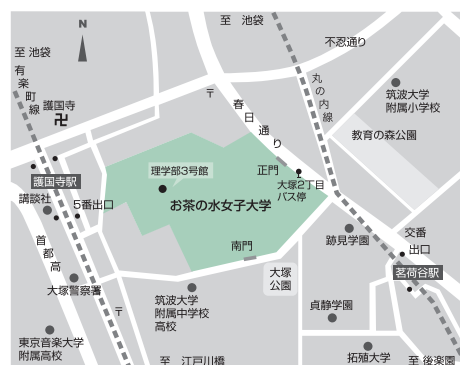 N
至 池袋
不忍通り
至 池袋
有楽町線
丸の内線
護国寺
卍
〒
春日通り
筑波大学
附属小学校
教育の森公園
理学部3号館
正門
護国寺駅
大塚2丁目
バス停
講談社
5番出口
お茶の水女子大学
首都高
南門
跡見学園
交番
出口
大塚
公園
茗荷谷駅
大塚警察署
〒
筑波大学
附属中学校
高校
貞静学園
東京音楽大学
附属高校
拓殖大学
至 江戸川橋
至 後楽園